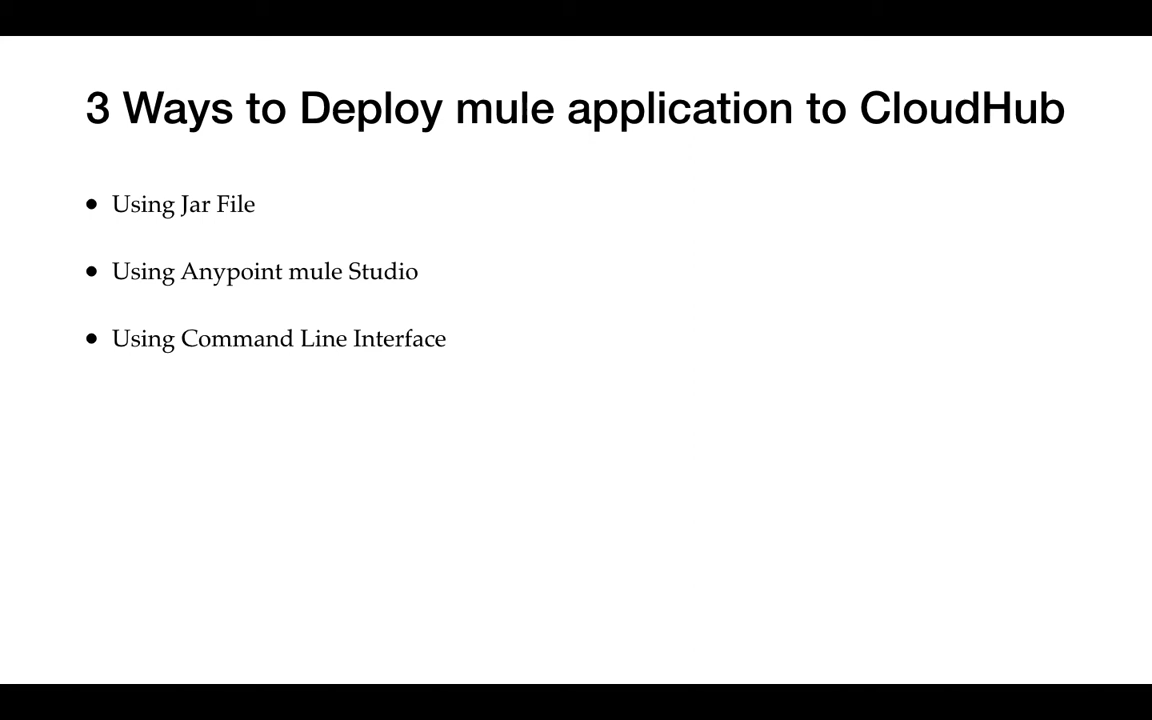 3 Ways to Deploy mule application to CloudHub
• Using Jar File
• Using Anypoint mule Studio
• Using Command Line Interface